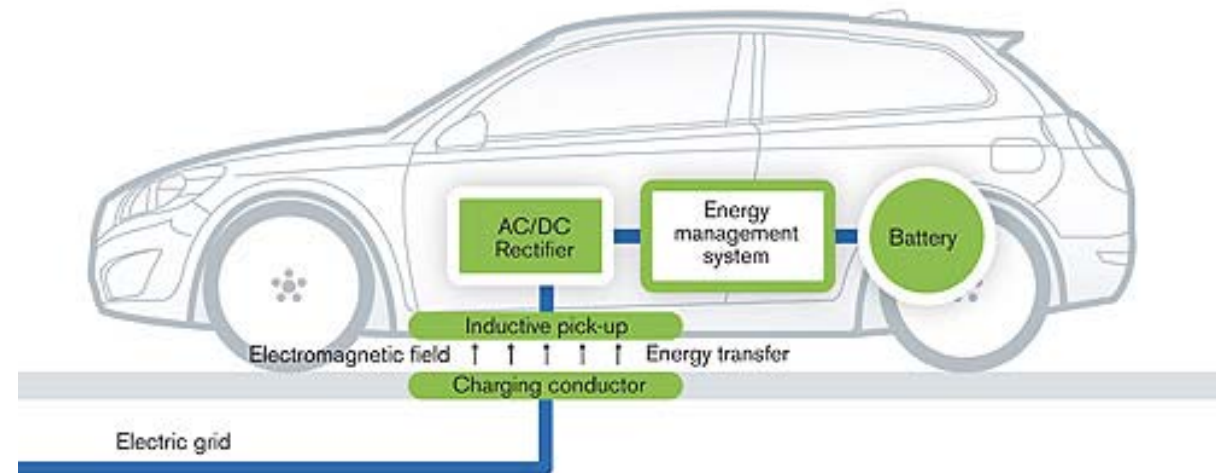 AC/DC
Rectifier
Energy
management
system
Battery
Inductive pick-up
Electromagnetic field
Energy transfer
Charging conductor
Electric grid